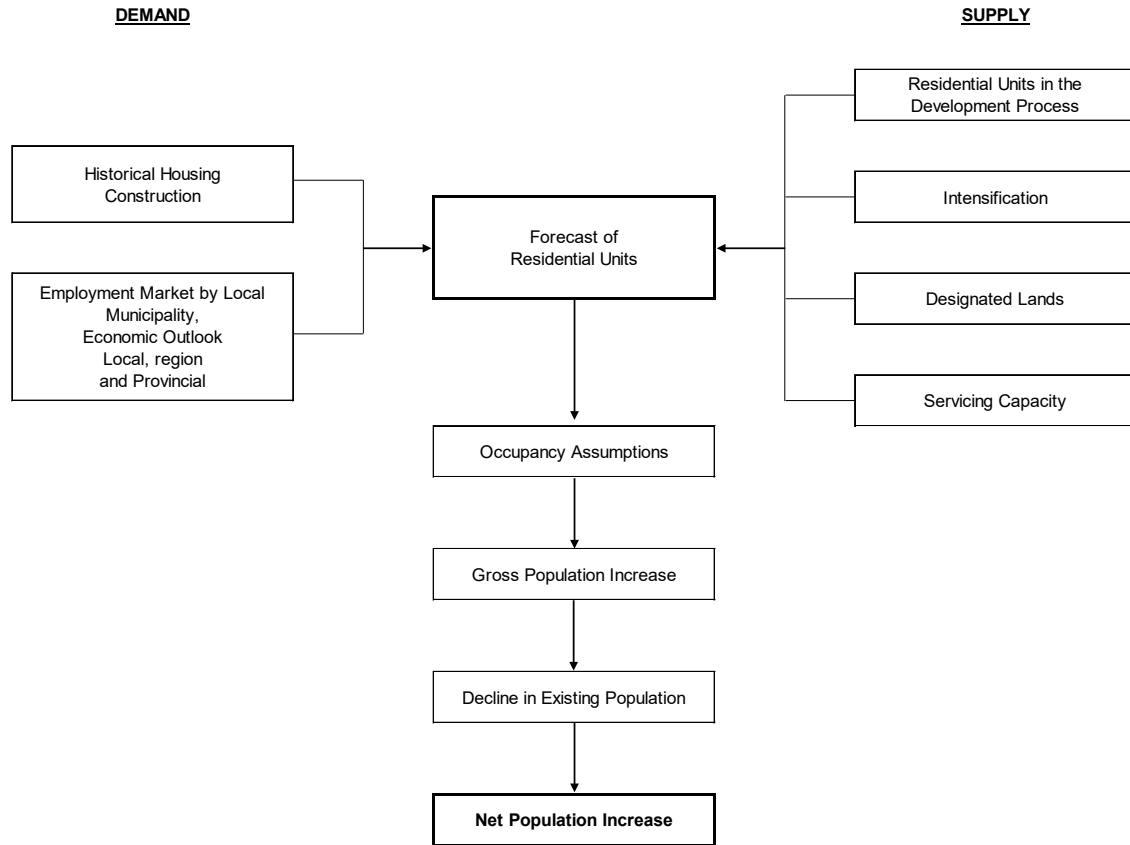 DEMAND
SUPPLY
Residential Units in the
Development Process
Historical Housing
Construction
Intensification
Forecast of
Residential Units
Employment Market by Local
Municipality,
Economic Outlook
Local, region
and Provincial
Designated Lands
Servicing Capacity
Occupancy Assumptions
Gross Population Increase
Decline in Existing Population
Net Population Increase